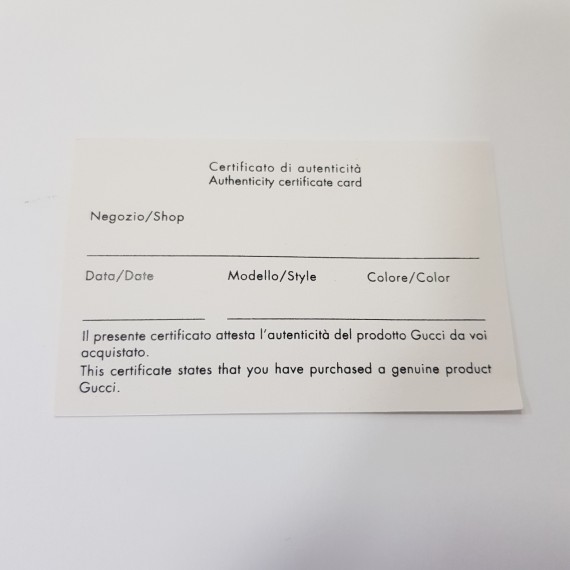 Certificato di autenticità
Authenticity certificate card
Negozio/Shop
Data/Date Modello/Style Colore/Color
Il presente certificato attesta l'autenticità del prodotto Gucci da voi
acquistato.
This certificate states that you have purchased a genuine product
Gucci.